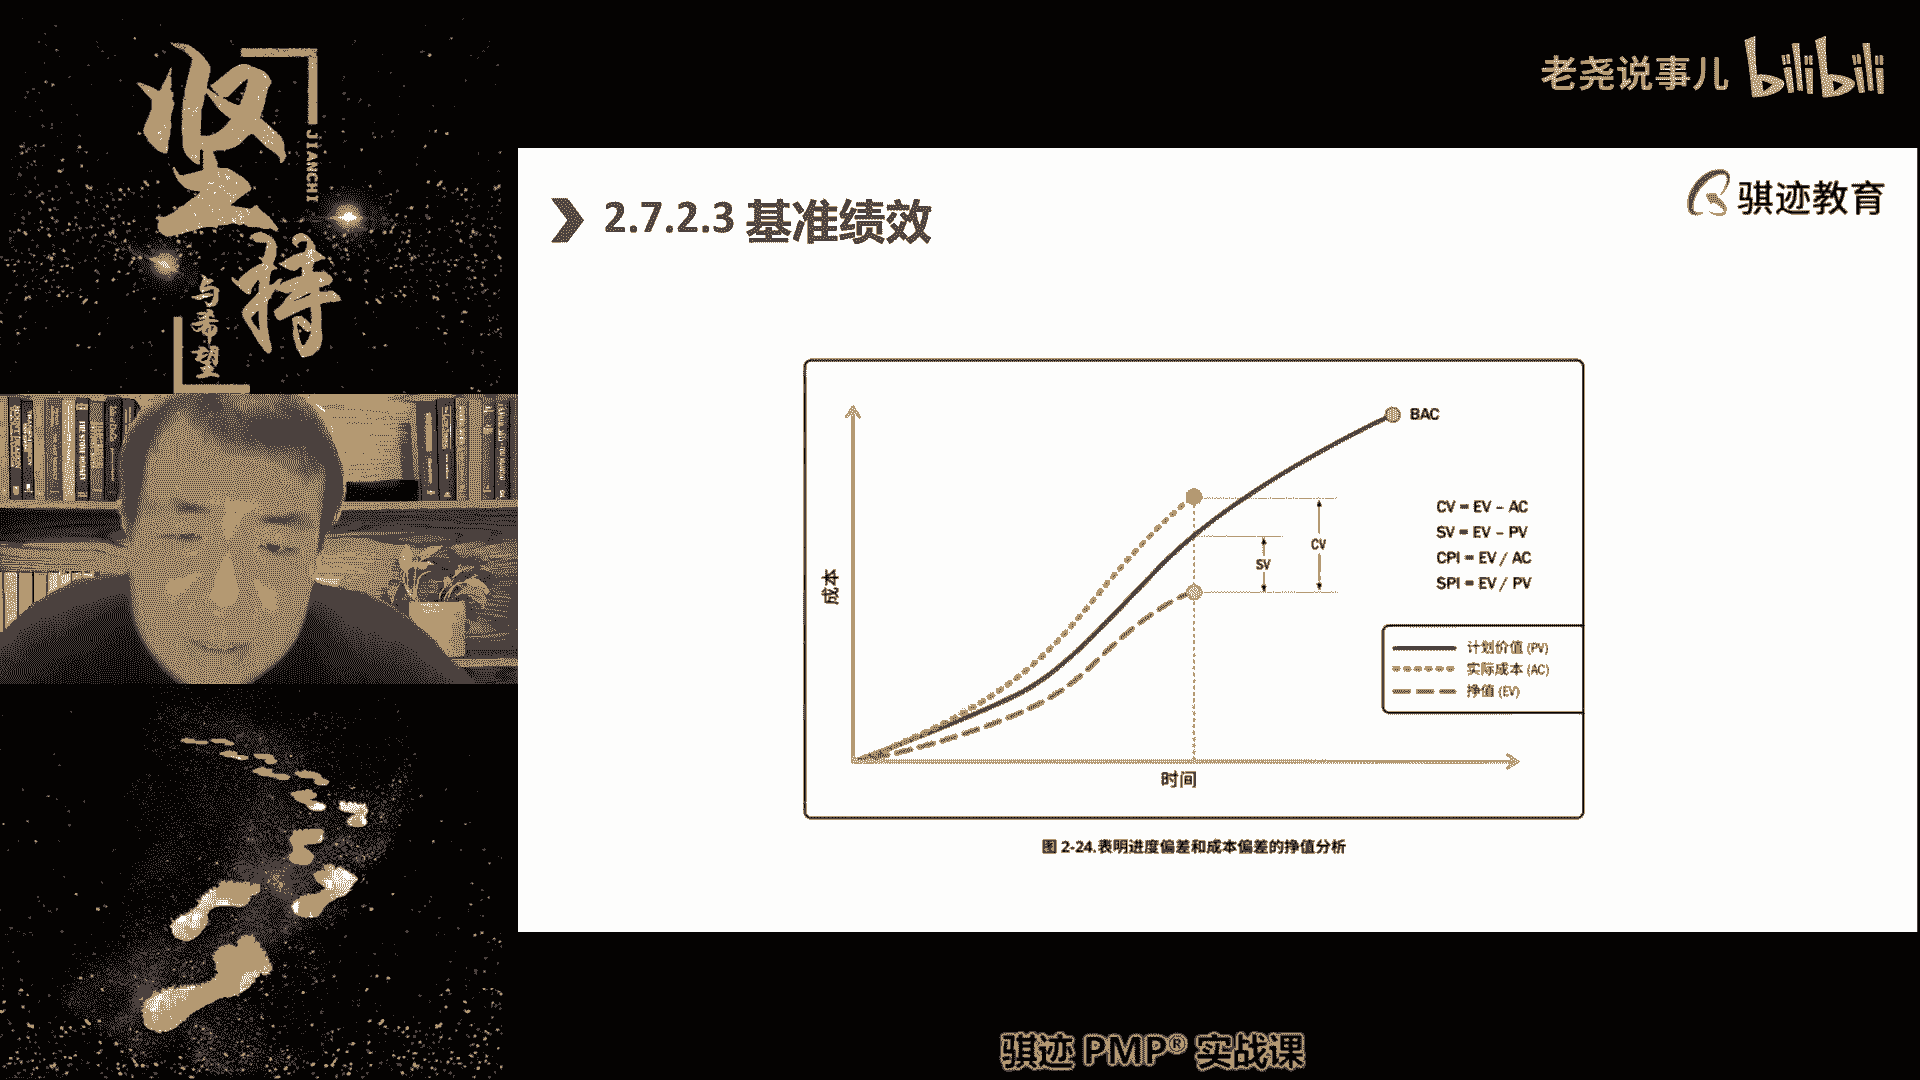 坚持
JIANCHI
与希望
老尧说事儿 bilibili
骐迹教育
2.7.2.3 基准绩效
BAC
CV = EV – AC
SV = EV – PV
CPI = EV / AC
SPI = EV / PV
CV
SV
成本
计划价值 (PV)
实际成本 (AC)
挣值 (EV)
时间
图 2-24.表明进度偏差和成本偏差的挣值分析
骐迹 PMP® 实战课